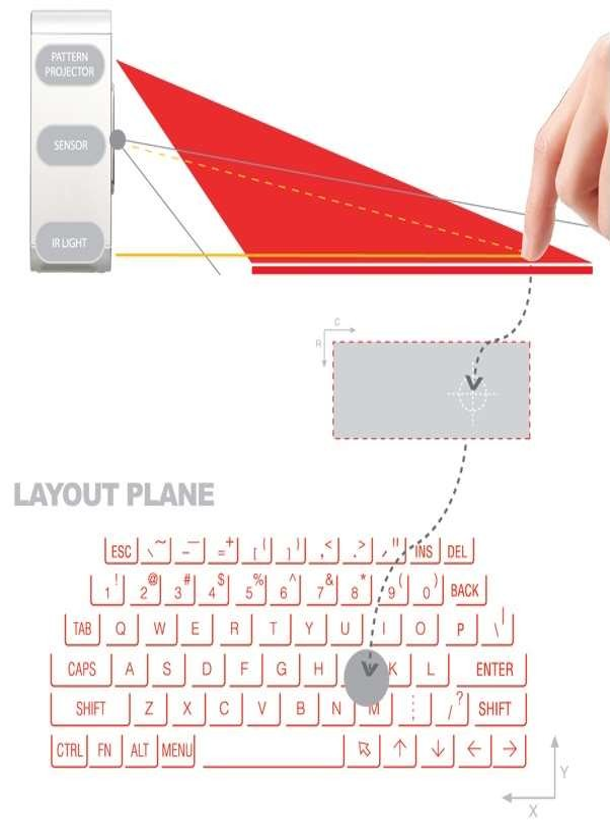 PATTERN
PROJECTOR
SENSOR
IR LIGHT
C
R
LAYOUT PLANE
ESC \ ~ - — = + [ ( ] ) , < . > ' " INS DEL
1 ! 2 @ 3 # 4 $ 5 % 6 ^ 7 & 8 * 9 ( 0 ) BACK
TAB Q W E R T Y U I O P \ |
CAPS A S D F G H K L ENTER
SHIFT Z X C V B N M : / ? SHIFT
CTRL FN ALT MENU ↖ ↑ ↓ ← →
Y
X